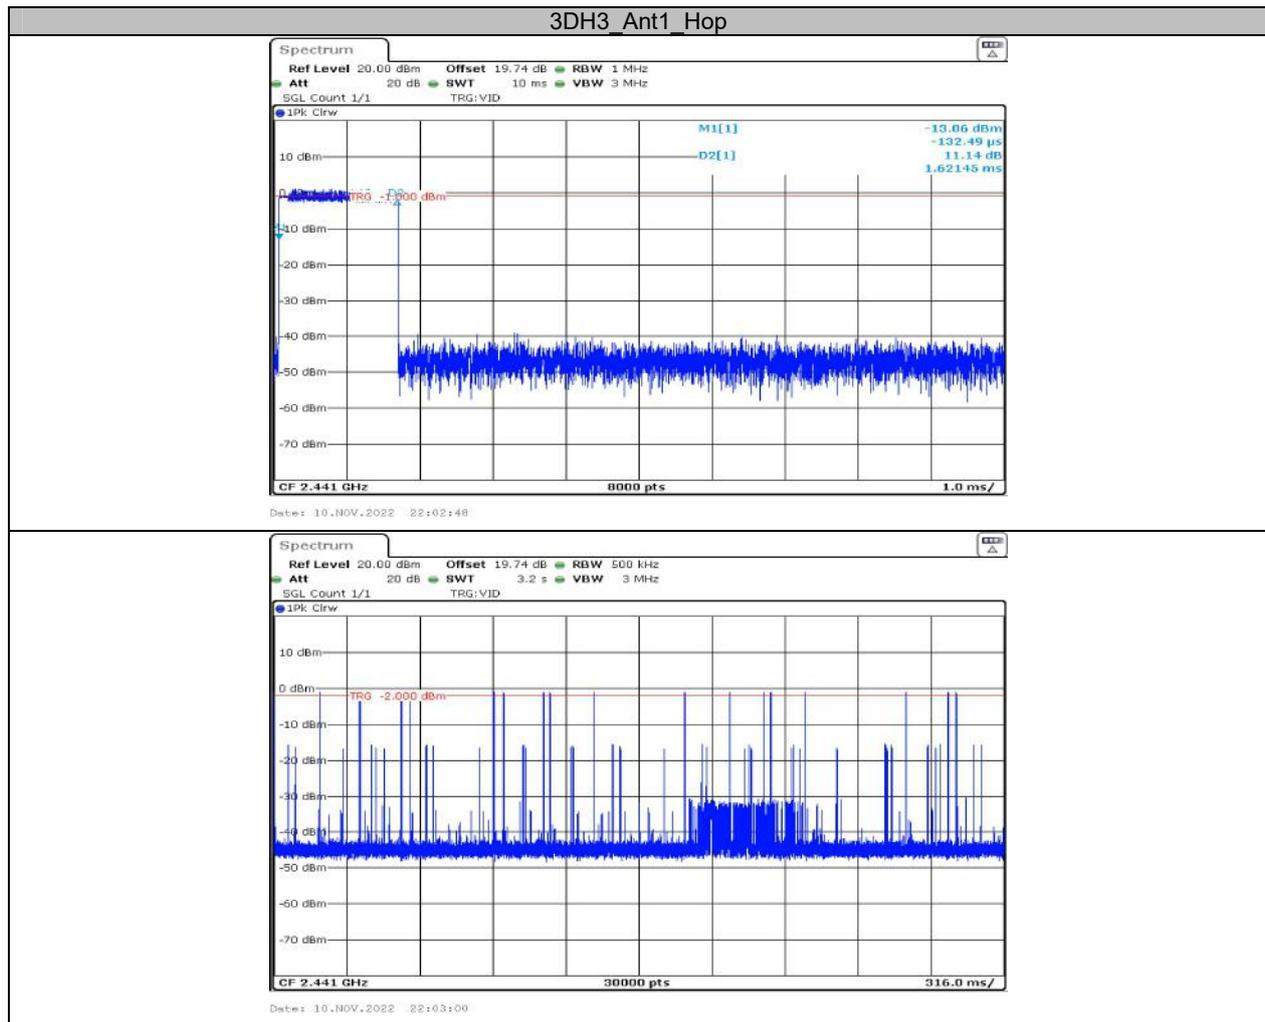 3DH3_Ant1_Hop
Spectrum
Ref Level 20.00 dBm Offset 19.74 dB RBW 1 MHz
Att 20 dB SWT 10 ms VBW 3 MHz
SGL Count 1/1 TRG:VID
1Pk Clrw
M1[1] -13.06 dBm
-132.49 µs
D2[1] 11.14 dB
1.62145 ms
10 dBm
TRG -1.000 dBm
-10 dBm
-20 dBm
-30 dBm
-40 dBm
-50 dBm
-60 dBm
-70 dBm
CF 2.441 GHz 8000 pts 1.0 ms/
Date: 10.NOV.2022 22:02:48
Spectrum
Ref Level 20.00 dBm Offset 19.74 dB RBW 500 kHz
Att 20 dB SWT 3.2 s VBW 3 MHz
SGL Count 1/1 TRG:VID
1Pk Clrw
10 dBm
0 dBm
TRG -2.000 dBm
-10 dBm
-20 dBm
-30 dBm
-40 dBm
-50 dBm
-60 dBm
-70 dBm
CF 2.441 GHz 30000 pts 316.0 ms/
Date: 10.NOV.2022 22:03:00